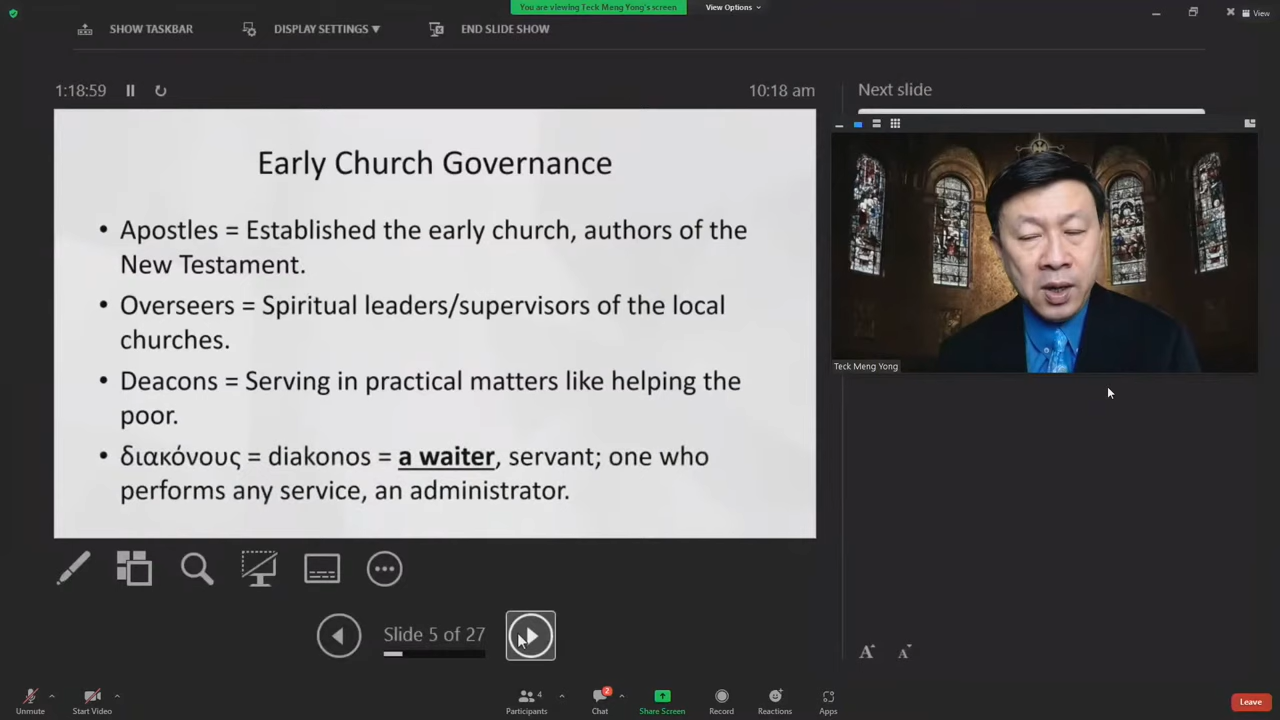 You are viewing Teck Meng Yong's screen
View Options
View
SHOW TASKBAR
DISPLAY SETTINGS
END SLIDE SHOW
1:18:59
10:18 am
Next slide
Early Church Governance
• Apostles = Established the early church, authors of the
New Testament.
• Overseers = Spiritual leaders/supervisors of the local
churches.
• Deacons = Serving in practical matters like helping the
poor.
• διακόνους = diakonos = a waiter, servant; one who
performs any service, an administrator.
Teck Meng Yong
Slide 5 of 27
A A
Unmute
Start Video
4
Participants
2
Chat
Share Screen
Record
Reactions
Apps
Leave